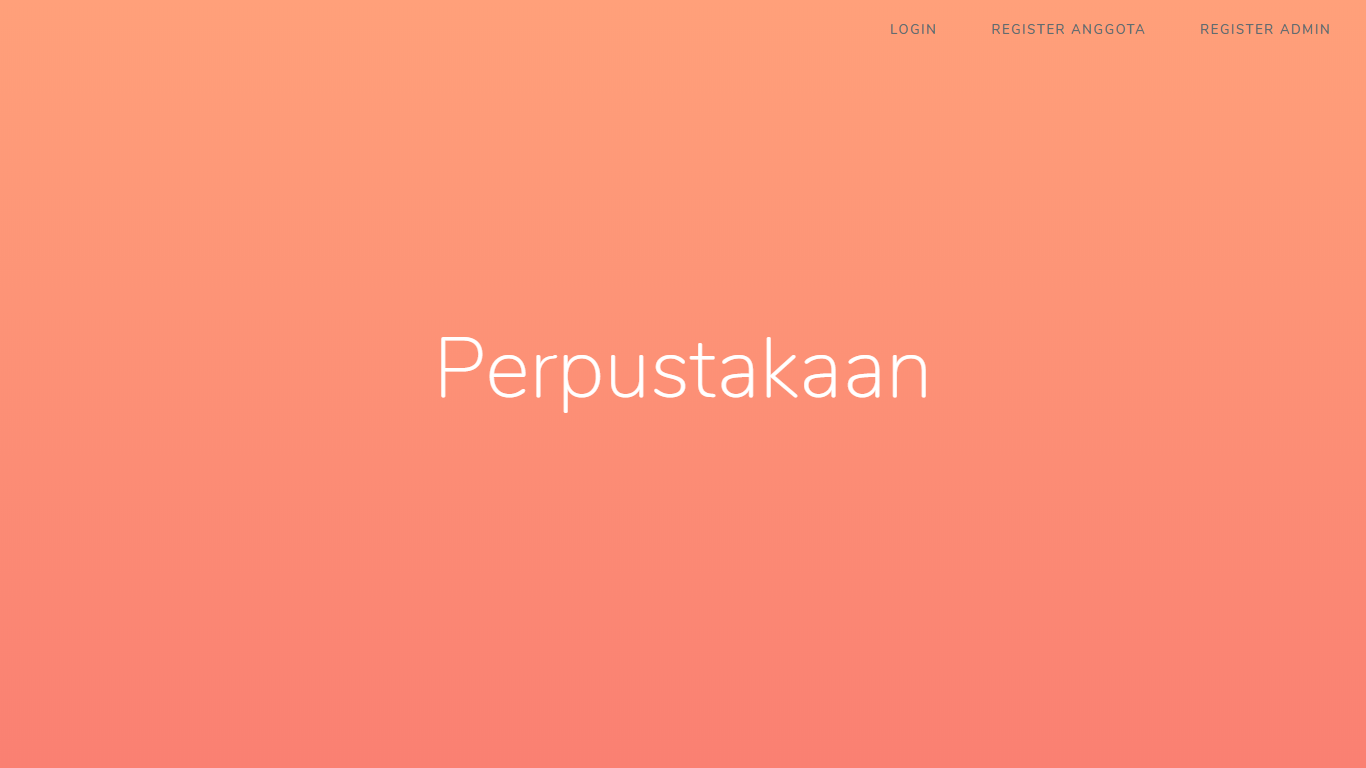 LOGIN REGISTER ANGGOTA REGISTER ADMIN
Perpustakaan